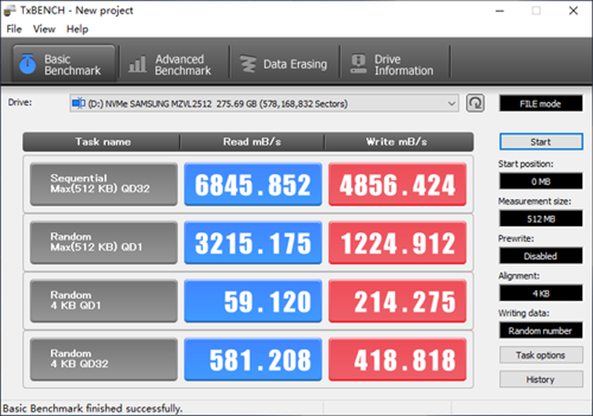 TxBENCH - New project
File View Help
Basic
Benchmark
Advanced
Benchmark
Data Erasing
Drive
Information
Drive:
(D:) NVMe SAMSUNG MZVL2512 275.69 GB (578,168,832 Sectors)
FILE mode
Task name
Read mB/s
Write mB/s
Start
Sequential
Max(512 KB) QD32
6845.852
4856.424
Start position:
0 MB
Measurement size:
512 MB
Random
Max(512 KB) QD1
3215.175
1224.912
Prewrite:
Disabled
Alignment:
4 KB
Random
4 KB QD1
59.120
214.275
Writing data:
Random number
Random
4 KB QD32
581.208
418.818
Task options
History
Basic Benchmark finished successfully.